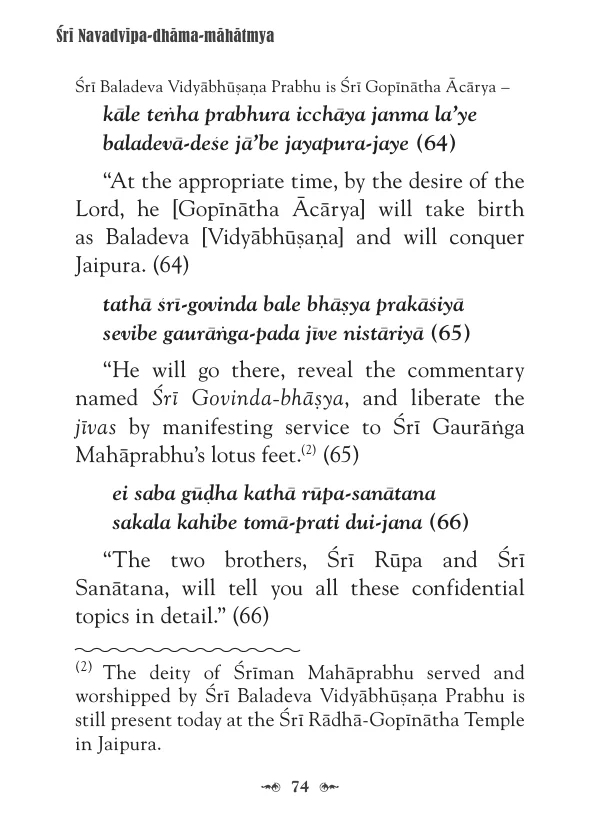 Śrī Navadvīpa-dhāma-māhātmya
Śrī Baladeva Vidyābhūṣaṇa Prabhu is Śrī Gopīnātha Ācārya –
kāle teṅha prabhura icchāya janma la’ye
baladevā-deśe jā’be jayapura-jaye (64)
“At the appropriate time, by the desire of the
Lord, he [Gopīnātha Ācārya] will take birth
as Baladeva [Vidyābhūṣaṇa] and will conquer
Jaipura. (64)
tathā śrī-govinda bale bhāṣya prakāśiyā
sevibe gaurāṅga-pada jīve nistāriyā (65)
“He will go there, reveal the commentary
named Śrī Govinda-bhāṣya, and liberate the
jīvas by manifesting service to Śrī Gaurāṅga
Mahāprabhu’s lotus feet.(2) (65)
ei saba gūḍha kathā rūpa-sanātana
sakala kahibe tomā-prati dui-jana (66)
“The two brothers, Śrī Rūpa and Śrī
Sanātana, will tell you all these confidential
topics in detail.” (66)
(2) The deity of Śrīman Mahāprabhu served and
worshipped by Śrī Baladeva Vidyābhūṣaṇa Prabhu is
still present today at the Śrī Rādhā-Gopīnātha Temple
in Jaipura.
74